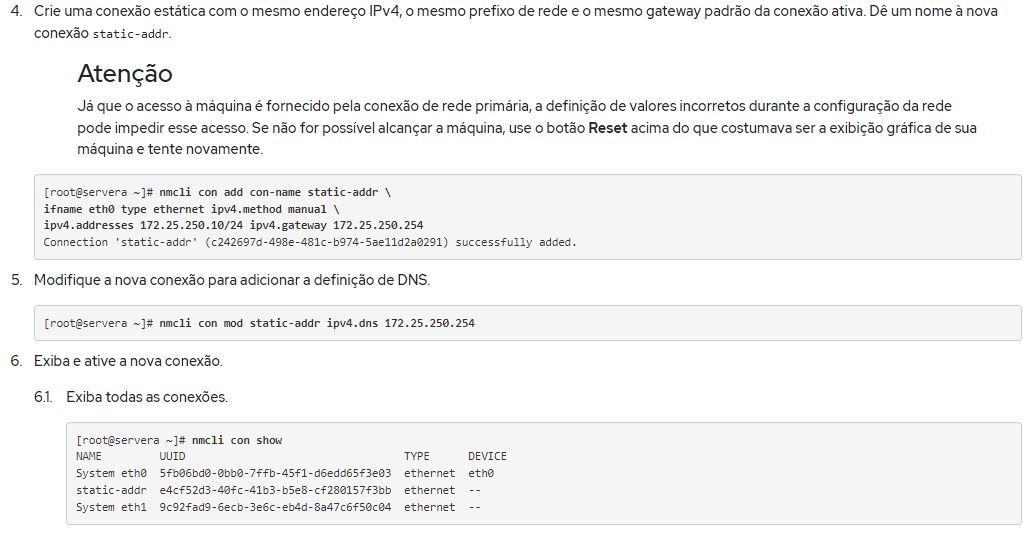 4. Crie uma conexão estática com o mesmo endereço IPv4, o mesmo prefixo de rede e o mesmo gateway padrão da conexão ativa. Dê um nome à nova
conexão static-addr.
Atenção
Já que o acesso à máquina é fornecido pela conexão de rede primária, a definição de valores incorretos durante a configuração da rede
pode impedir esse acesso. Se não for possível alcançar a máquina, use o botão Reset acima do que costumava ser a exibição gráfica de sua
máquina e tente novamente.
[root@servera ~]# nmcli con add con-name static-addr \
ifname eth0 type ethernet ipv4.method manual \
ipv4.addresses 172.25.250.10/24 ipv4.gateway 172.25.250.254
Connection 'static-addr' (c242697d-498e-481c-b974-5ae11d2a0291) successfully added.
5. Modifique a nova conexão para adicionar a definição de DNS.
[root@servera ~]# nmcli con mod static-addr ipv4.dns 172.25.250.254
6. Exiba e ative a nova conexão.
6.1. Exiba todas as conexões.
[root@servera ~]# nmcli con show
NAME         UUID                                  TYPE      DEVICE
System eth0  5fb06bd0-0bb0-7ffb-45f1-d6edd65f3e03  ethernet  eth0
static-addr  e4cf52d3-40fc-41b3-b5e8-cf280157f3bb  ethernet  --
System eth1  9c92fad9-6ecb-3e6c-eb4d-8a47c6f50c04  ethernet  --